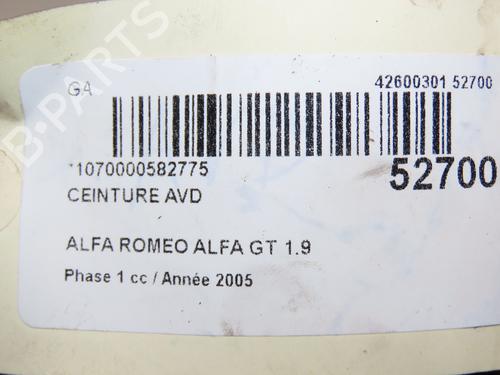 GA
42600301 52700
*1070000582775
52700
CEINTURE AVD
ALFA ROMEO ALFA GT 1.9
Phase 1 cc / Année 2005
B-PARTS